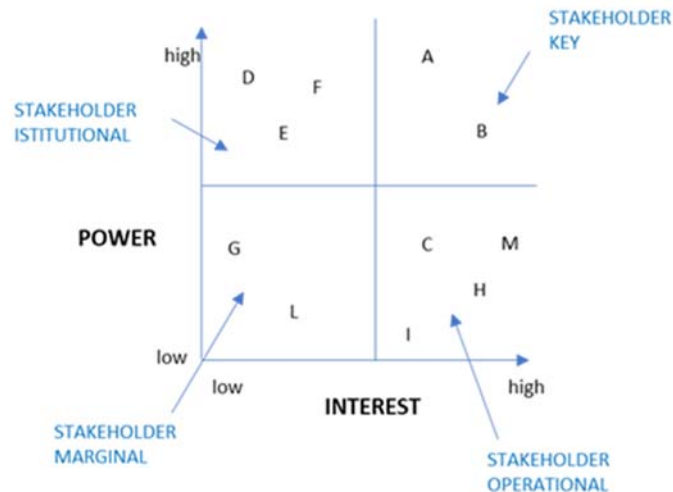 STAKEHOLDER
KEY
high
A
D
F
STAKEHOLDER
ISTITUTIONAL
E
B
POWER
G
C
M
H
L
I
low
low
high
INTEREST
STAKEHOLDER
MARGINAL
STAKEHOLDER
OPERATIONAL